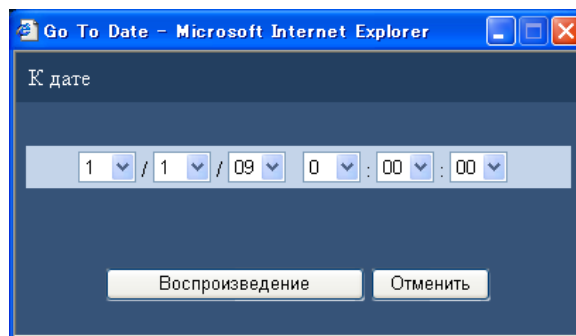 Go To Date - Microsoft Internet Explorer
К дате
1 / 1 / 09 0 : 00 : 00
Воспроизведение Отменить